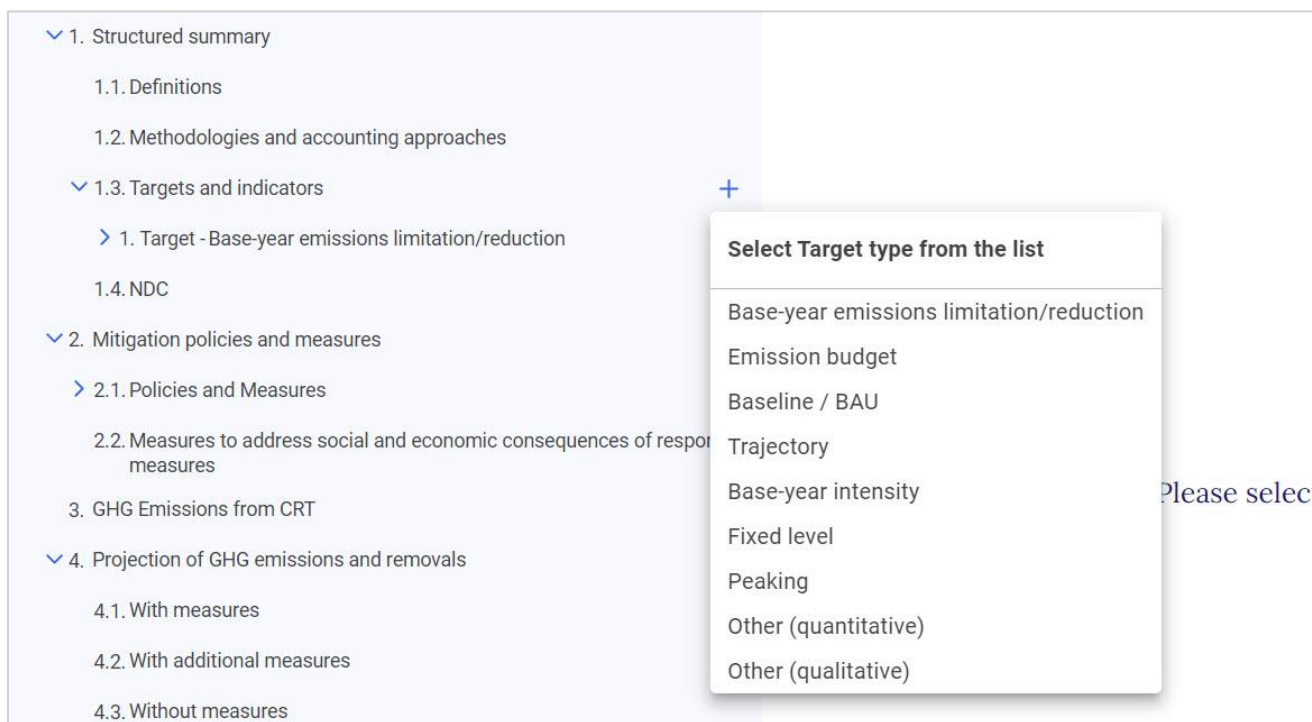 1. Structured summary
1.1. Definitions
1.2. Methodologies and accounting approaches
1.3. Targets and indicators
1. Target - Base-year emissions limitation/reduction
1.4. NDC
2. Mitigation policies and measures
2.1. Policies and Measures
2.2. Measures to address social and economic consequences of
measures
3. GHG Emissions from CRT
4. Projection of GHG emissions and removals
4.1. With measures
4.2. With additional measures
4.3. Without measures
Select Target type from the list
Base-year emissions limitation/reduction
Emission budget
Baseline / BAU
Trajectory
Base-year intensity
Fixed level
Peaking
Other (quantitative)
Other (qualitative)
Please